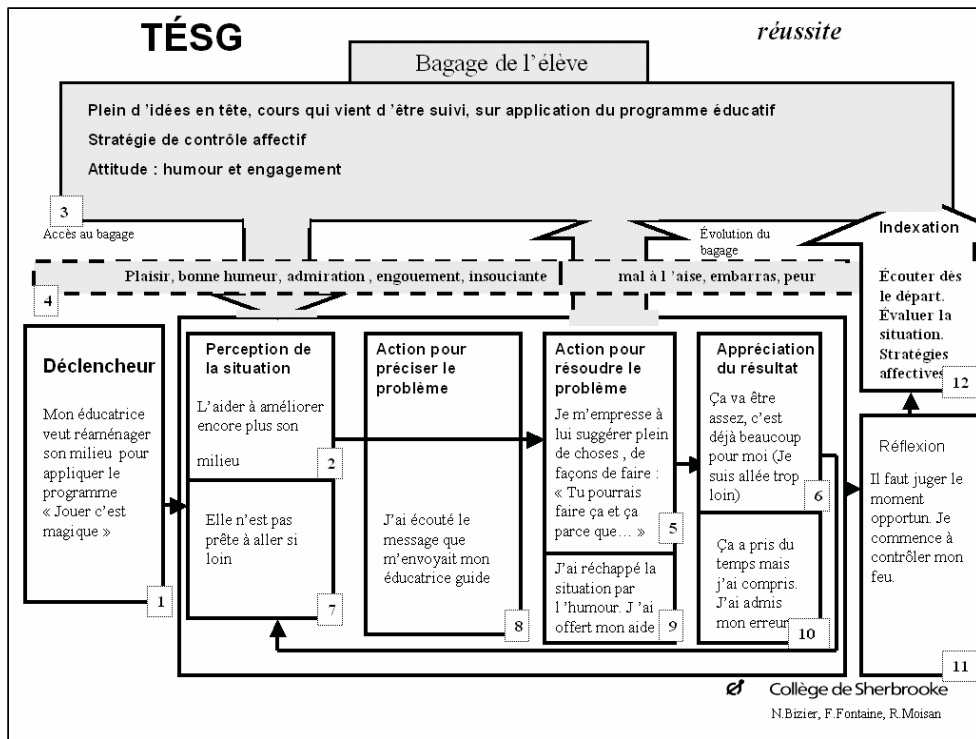 TÉSG
réussite
Bagage de l'élève
Plein d 'idées en tête, cours qui vient d 'être suivi, sur application du programme éducatif
Stratégie de contrôle affectif
Attitude : humour et engagement
3
Accès au bagage
Évolution du
bagage
4
Plaisir, bonne humeur, admiration , engouement, insouciante
mal à l 'aise, embarras, peur
Déclencheur
Mon éducatrice
veut réaménager
son milieu pour
appliquer le
programme
« Jouer c'est
magique »
1
Perception de
la situation
L'aider à améliorer
encore plus son
milieu
2
Elle n'est pas
prête à aller si
loin
7
Action pour
préciser le
problème
J'ai écouté le
message que
m'envoyait mon
éducatrice guide
8
Action pour
résoudre le
problème
Je m'empresse à
lui suggérer plein
de choses , de
façons de faire :
« Tu pourrais
faire ça et ça
parce que... »
5
J'ai réchappé la
situation par
l 'humour. J 'ai
offert mon aide
9
Appréciation
du résultat
Ça va être
assez, c'est
déjà beaucoup
pour moi (Je
suis allée trop
loin)
6
Ça a pris du
temps mais
j'ai compris.
J'ai admis
mon erreur
10
Indexation
Écouter dès
le départ.
Évaluer la
situation.
Stratégies
affectives
12
Réflexion
Il faut juger le
moment
opportun. Je
commence à
contrôler mon
feu.
11
Collège de Sherbrooke
N.Bizier, F.Fontaine, R.Moisan